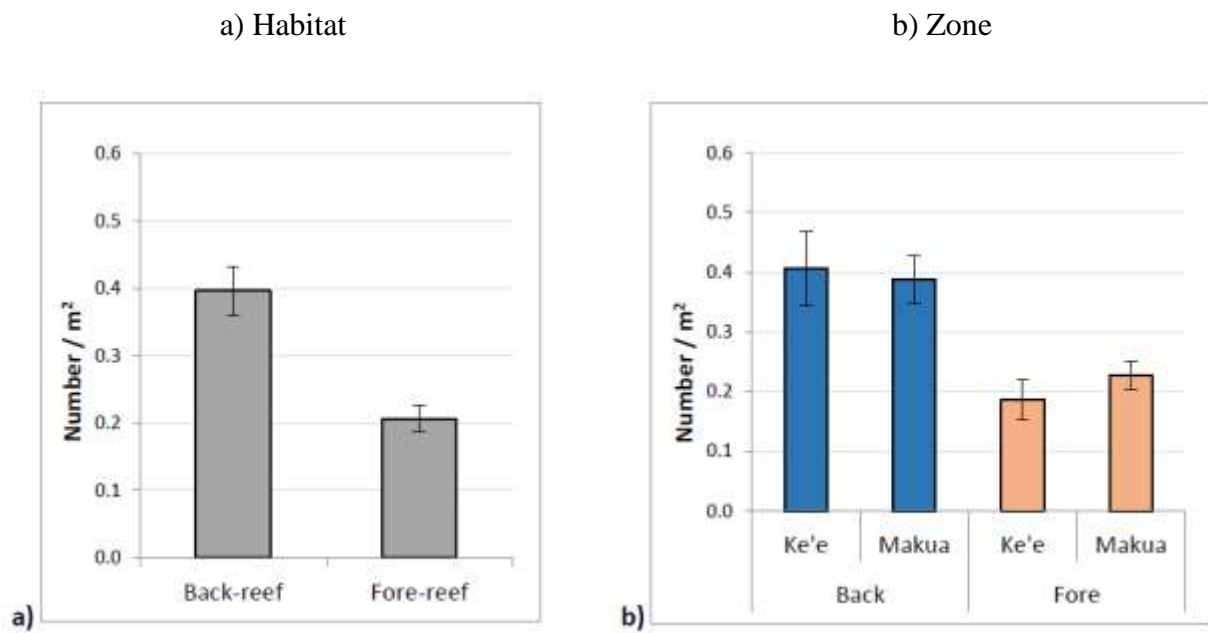 a) Habitat
b) Zone
Number / m²
0.6
0.5
0.4
0.3
0.2
0.1
0.0
Back-reef
Fore-reef
a)
Number / m²
0.6
0.5
0.4
0.3
0.2
0.1
0.0
Ke'e
Makua
Ke'e
Makua
Back
Fore
b)